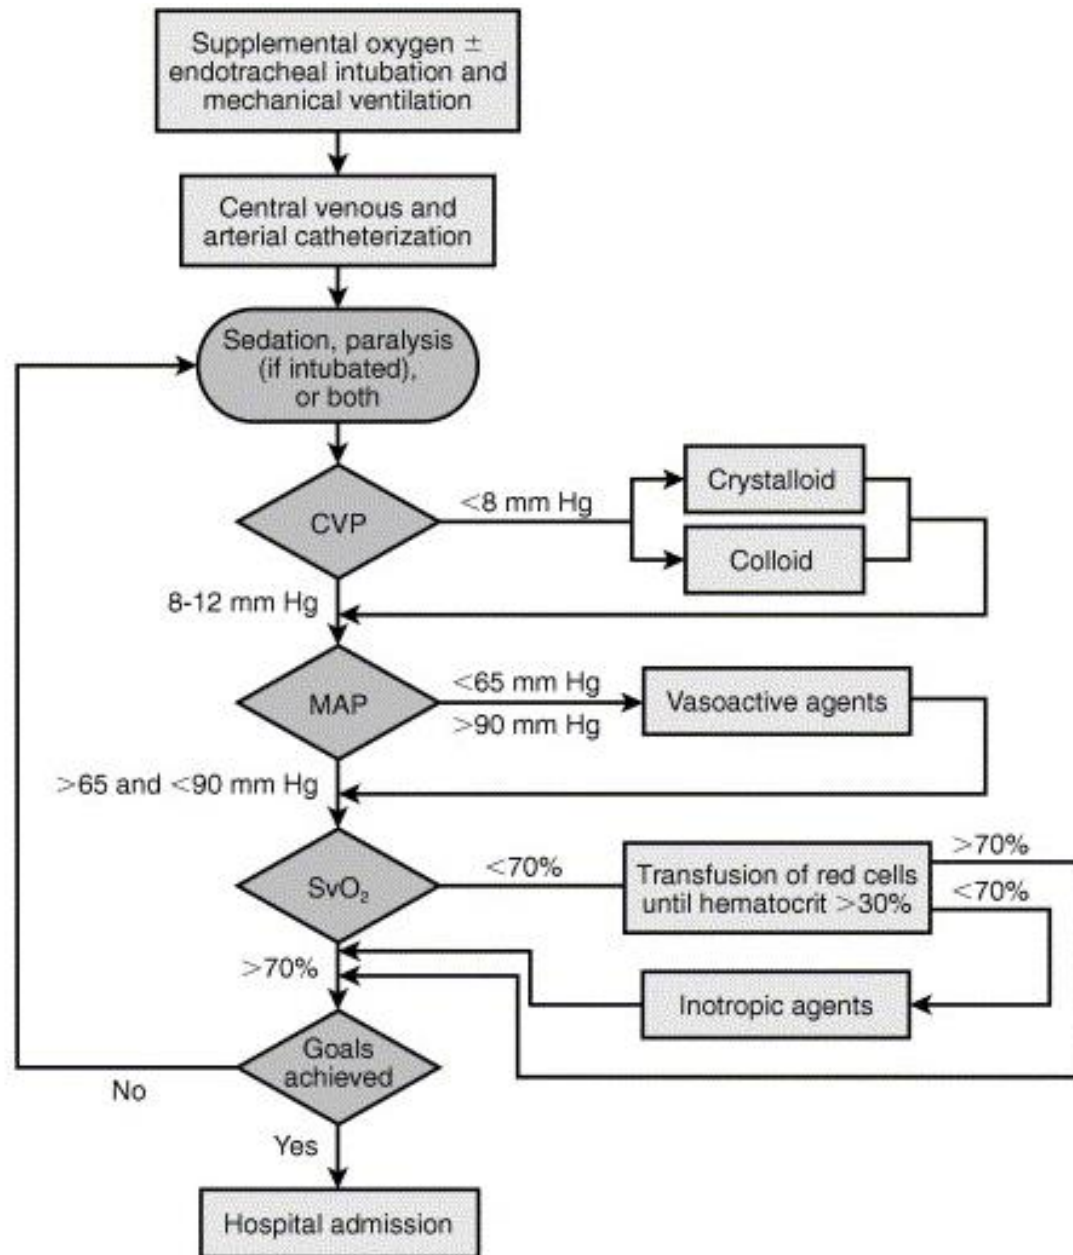 Supplemental oxygen ±
endotracheal intubation and
mechanical ventilation
Central venous and
arterial catheterization
Sedation, paralysis
(if intubated),
or both
CVP
<8 mm Hg
Crystalloid
Colloid
8-12 mm Hg
MAP
<65 mm Hg
>90 mm Hg
Vasoactive agents
>65 and <90 mm Hg
SvO₂
<70%
Transfusion of red cells
until hematocrit >30%
>70%
<70%
>70%
Inotropic agents
Goals
achieved
No
Yes
Hospital admission